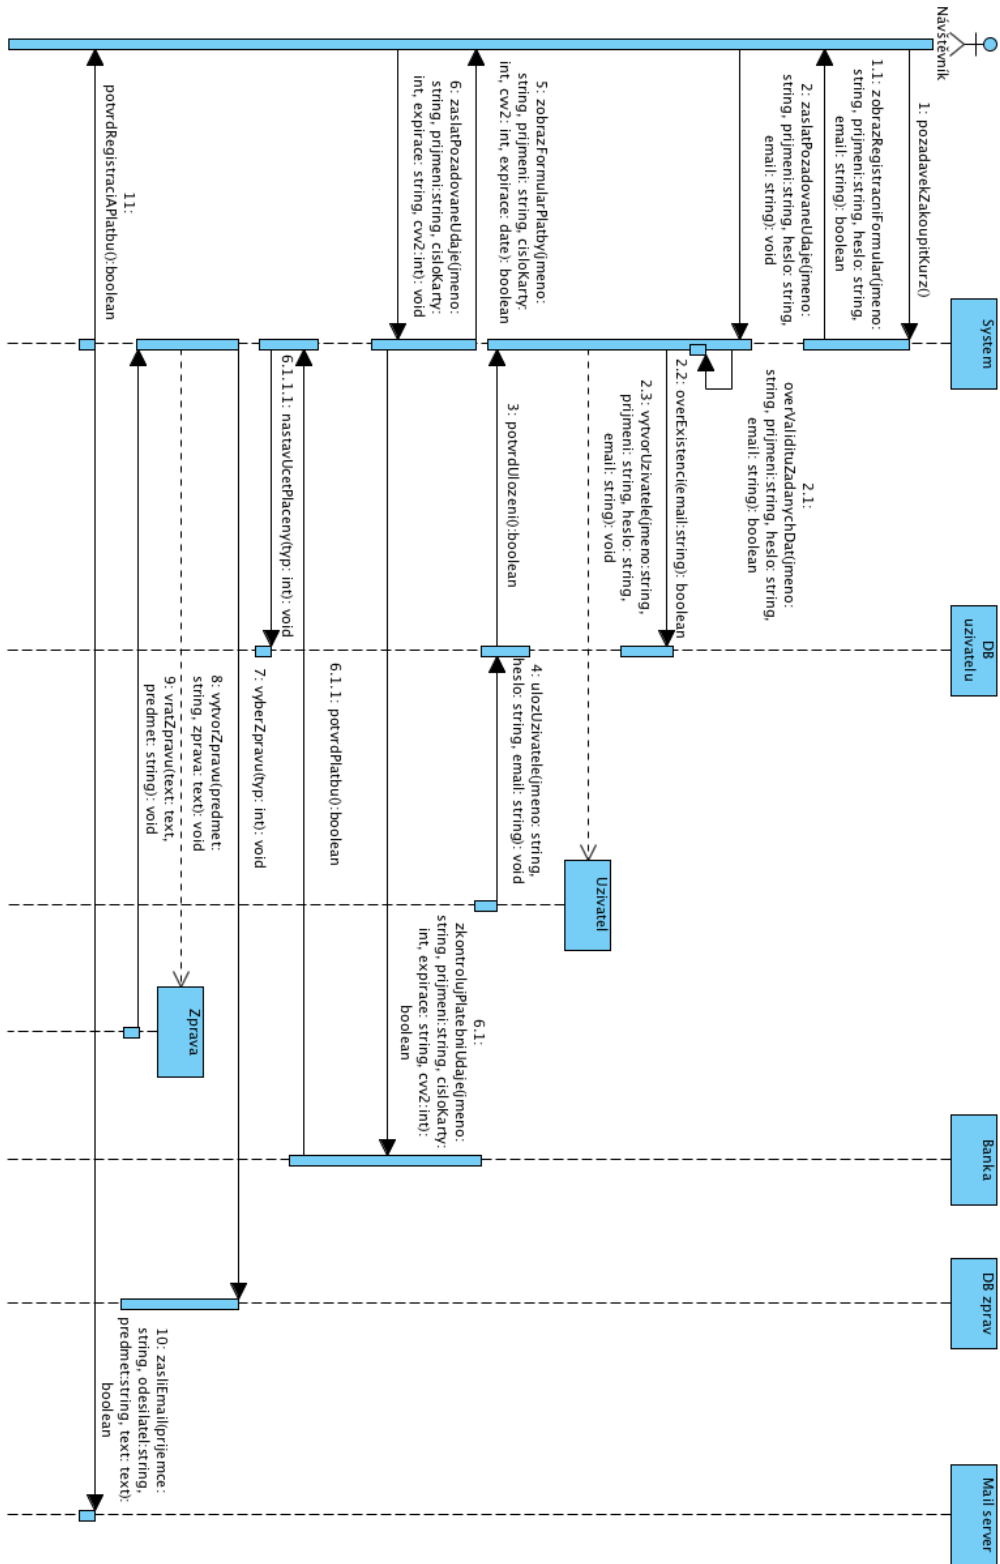 Návštěvník
System
DB
uzivatelu
Uzivatel
Zprava
Banka
DB zprav
Mail server
1: pozadavekZakoupitKurz()
1.1: zobrazRegistracniFormular(jmeno:
string, prijmeni:string, heslo: string,
email: string): boolean
2: zaslatPozadovaneUdaje(jmeno:
string, prijmeni:string, heslo: string,
email: string): void
2.1:
overValidituZadanychDat(jmeno:
string, prijmeni:string, heslo: string,
email: string): boolean
2.2: overExistenci(email:string): boolean
2.3: vytvorUzivatele(jmeno:string,
prijmeni: string, heslo: string,
email: string): void
3: potvrdUlozeni():boolean
4: ulozUzivatele(jmeno: string,
heslo: string, email: string): void
5: zobrazFormularPlatby(jmeno:
string, prijmeni: string, cisloKarty:
int, cvv2: int, expirace: date): boolean
6: zaslatPozadovaneUdaje(jmeno:
string, prijmeni:string, cisloKarty:
int, expirace: string, cvv2:int): void
6.1:
zkontrolujPlatebniUdaje(jmeno:
string, prijmeni:string, cisloKarty:
int, expirace: string, cvv2:int):
boolean
6.1.1: potvrdPlatbu():boolean
6.1.1.1: nastavUcetPlaceny(typ: int): void
7: vyberZpravu(typ: int): void
8: vytvorZpravu(predmet:
string, zprava: text): void
9: vratZpravu(text: text,
predmet: string): void
10: zasliEmail(prijemce:
string, odesilatel:string,
predmet:string, text: text):
boolean
11:
potvrdRegistraciAPlatbu():boolean